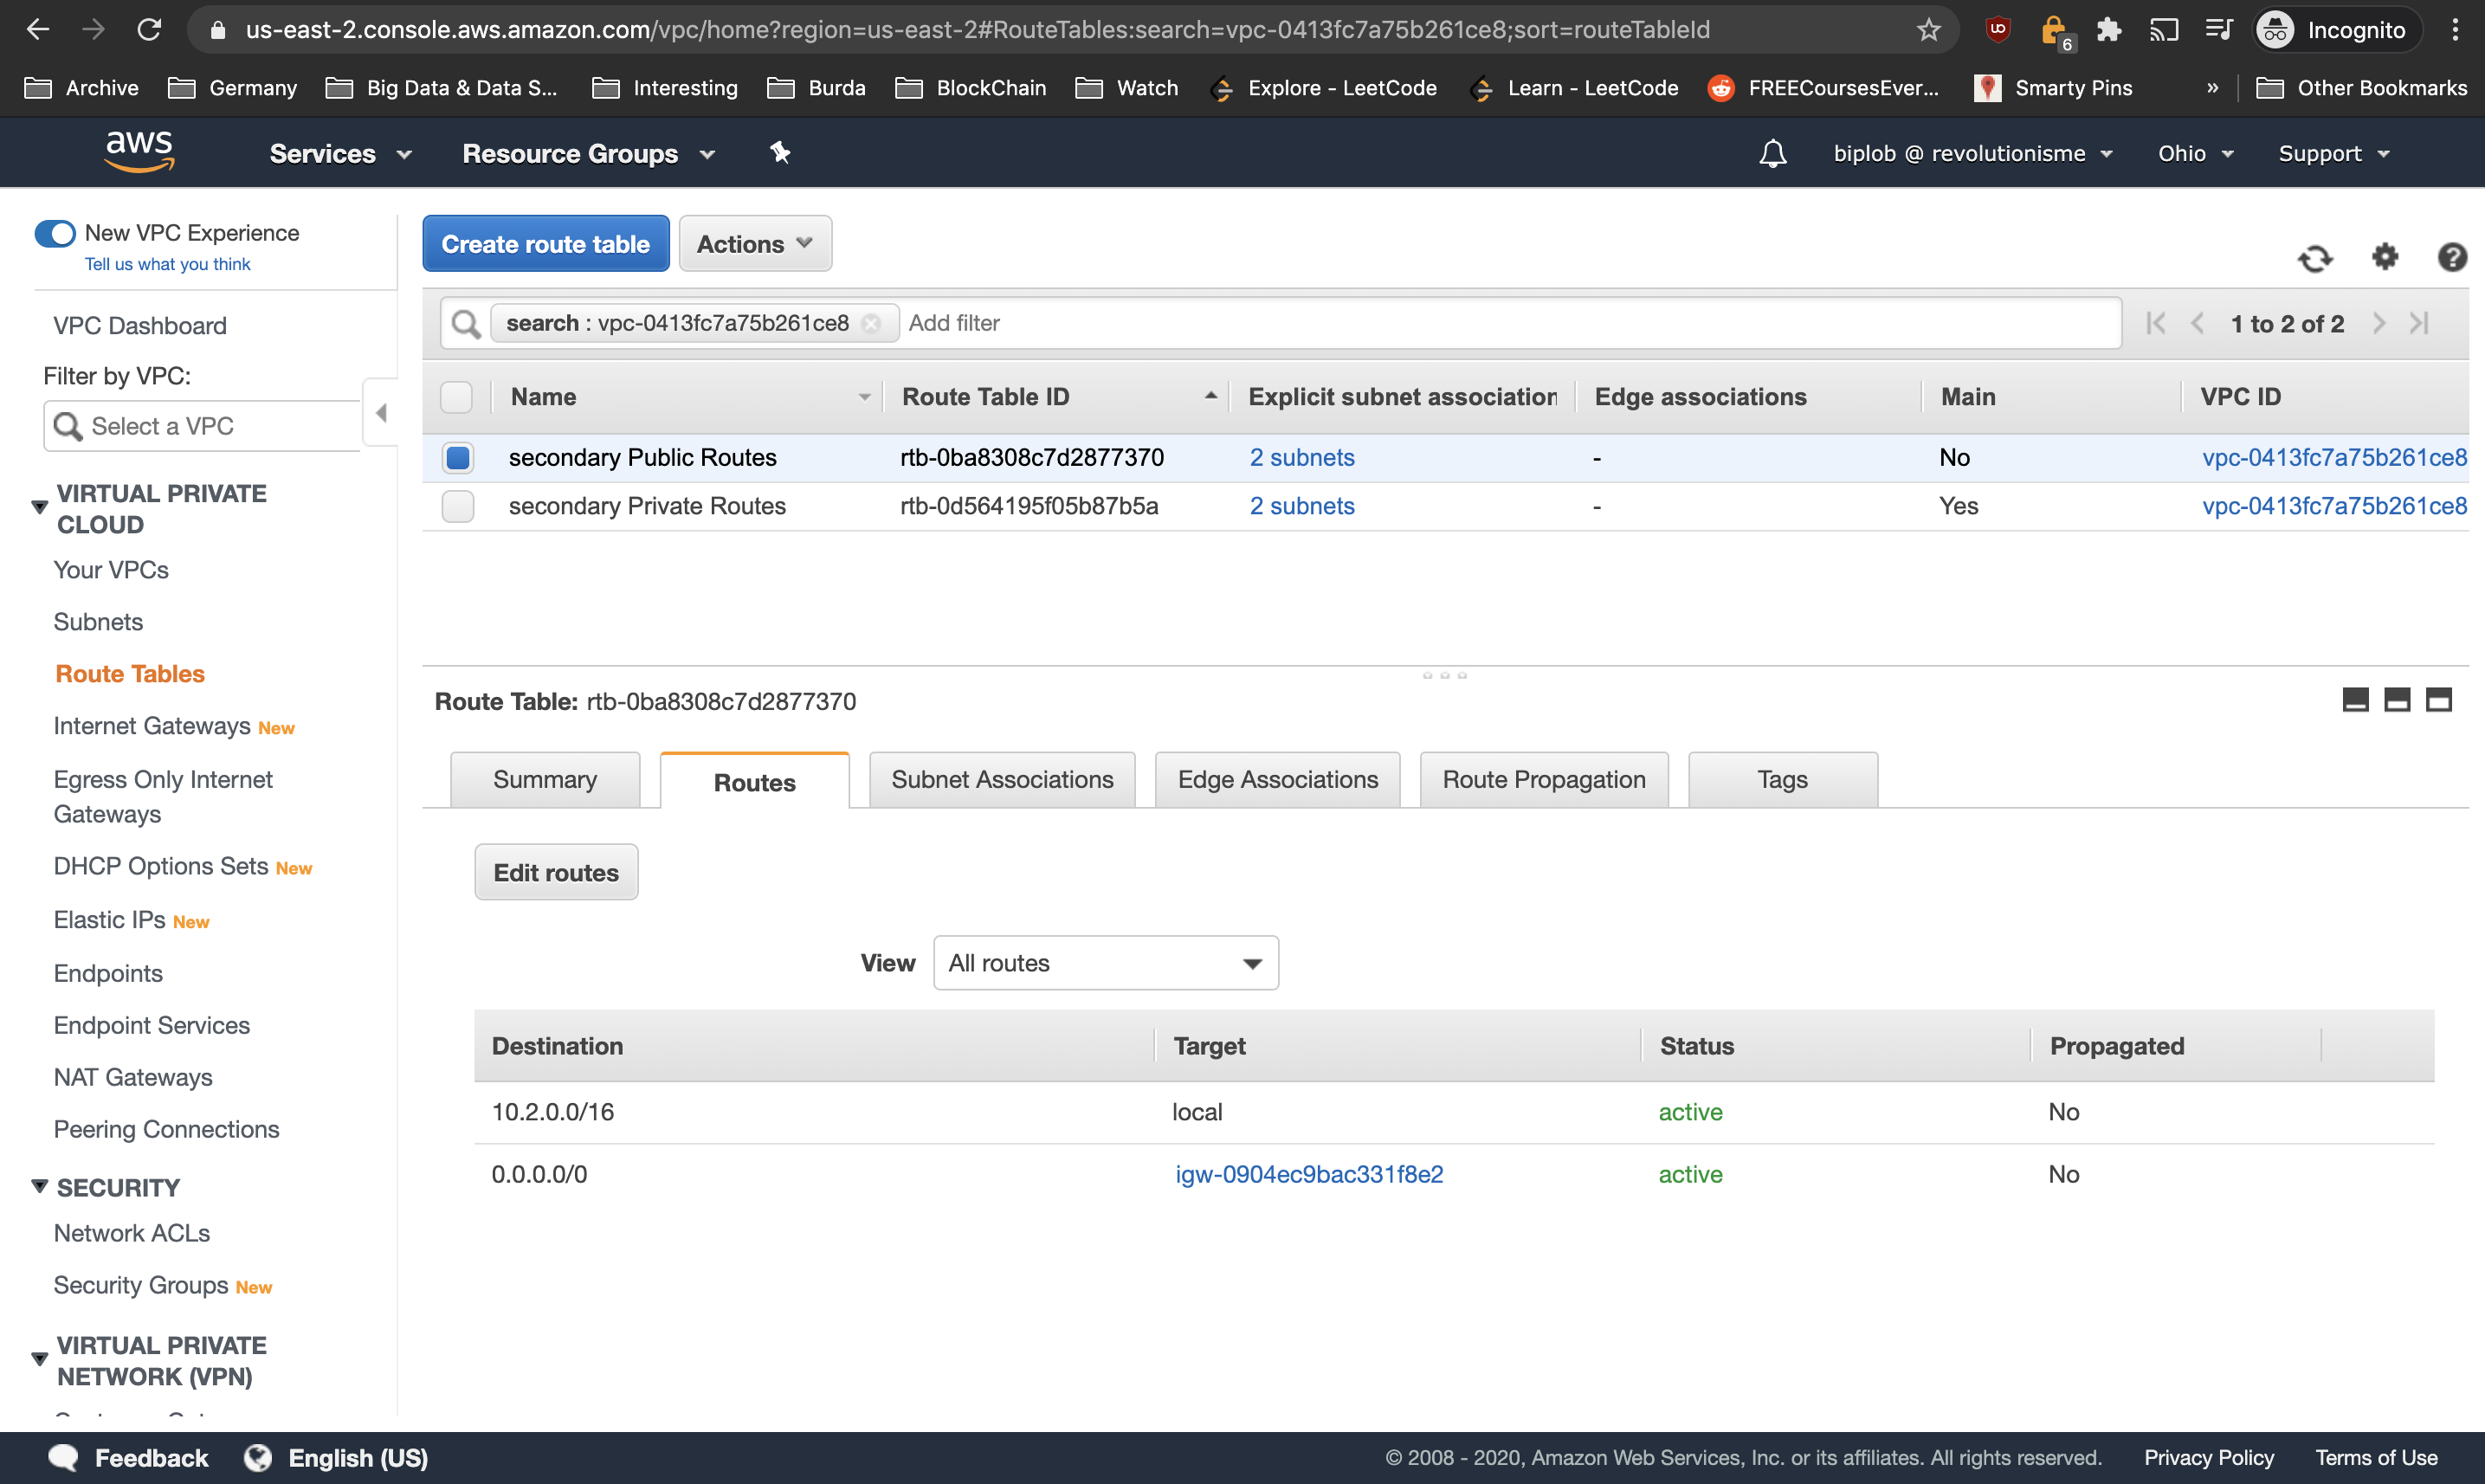 us-east-2.console.aws.amazon.com/vpc/home?region=us-east-2#RouteTables:search=vpc-0413fc7a75b261ce8;sort=routeTableId
6
Incognito
Archive Germany Big Data & Data S... Interesting Burda BlockChain Watch Explore - LeetCode Learn - LeetCode FREECoursesEver... Smarty Pins » Other Bookmarks
aws Services Resource Groups biplob @ revolutionisme Ohio Support
New VPC Experience
Tell us what you think
VPC Dashboard
Filter by VPC:
Select a VPC
VIRTUAL PRIVATE
CLOUD
Your VPCs
Subnets
Route Tables
Internet Gateways New
Egress Only Internet
Gateways
DHCP Options Sets New
Elastic IPs New
Endpoints
Endpoint Services
NAT Gateways
Peering Connections
SECURITY
Network ACLs
Security Groups New
VIRTUAL PRIVATE
NETWORK (VPN)
Create route table Actions
search : vpc-0413fc7a75b261ce8 Add filter 1 to 2 of 2
Name Route Table ID Explicit subnet association Edge associations Main VPC ID
secondary Public Routes rtb-0ba8308c7d2877370 2 subnets - No vpc-0413fc7a75b261ce8
secondary Private Routes rtb-0d564195f05b87b5a 2 subnets - Yes vpc-0413fc7a75b261ce8
Route Table: rtb-0ba8308c7d2877370
Summary Routes Subnet Associations Edge Associations Route Propagation Tags
Edit routes
View All routes
Destination Target Status Propagated
10.2.0.0/16 local active No
0.0.0.0/0 igw-0904ec9bac331f8e2 active No
Feedback English (US) © 2008 - 2020, Amazon Web Services, Inc. or its affiliates. All rights reserved. Privacy Policy Terms of Use